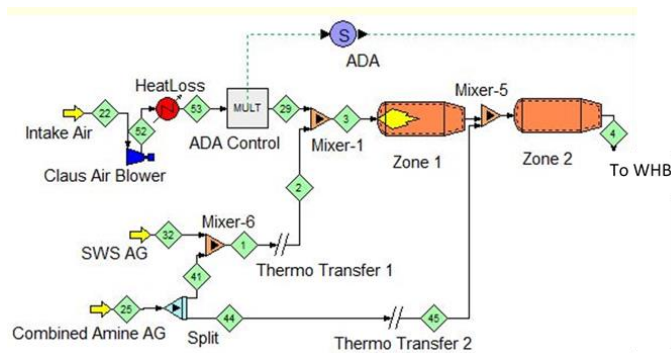 S
ADA
HeatLoss
Mixer-5
22
53
MULT
29
3
Intake Air
52
ADA Control
Mixer-1
Zone 1
Zone 2
4
Claus Air Blower
To WHB
2
Mixer-6
32
1
SWS AG
41
Thermo Transfer 1
25
44
45
Combined Amine AG
Split
Thermo Transfer 2